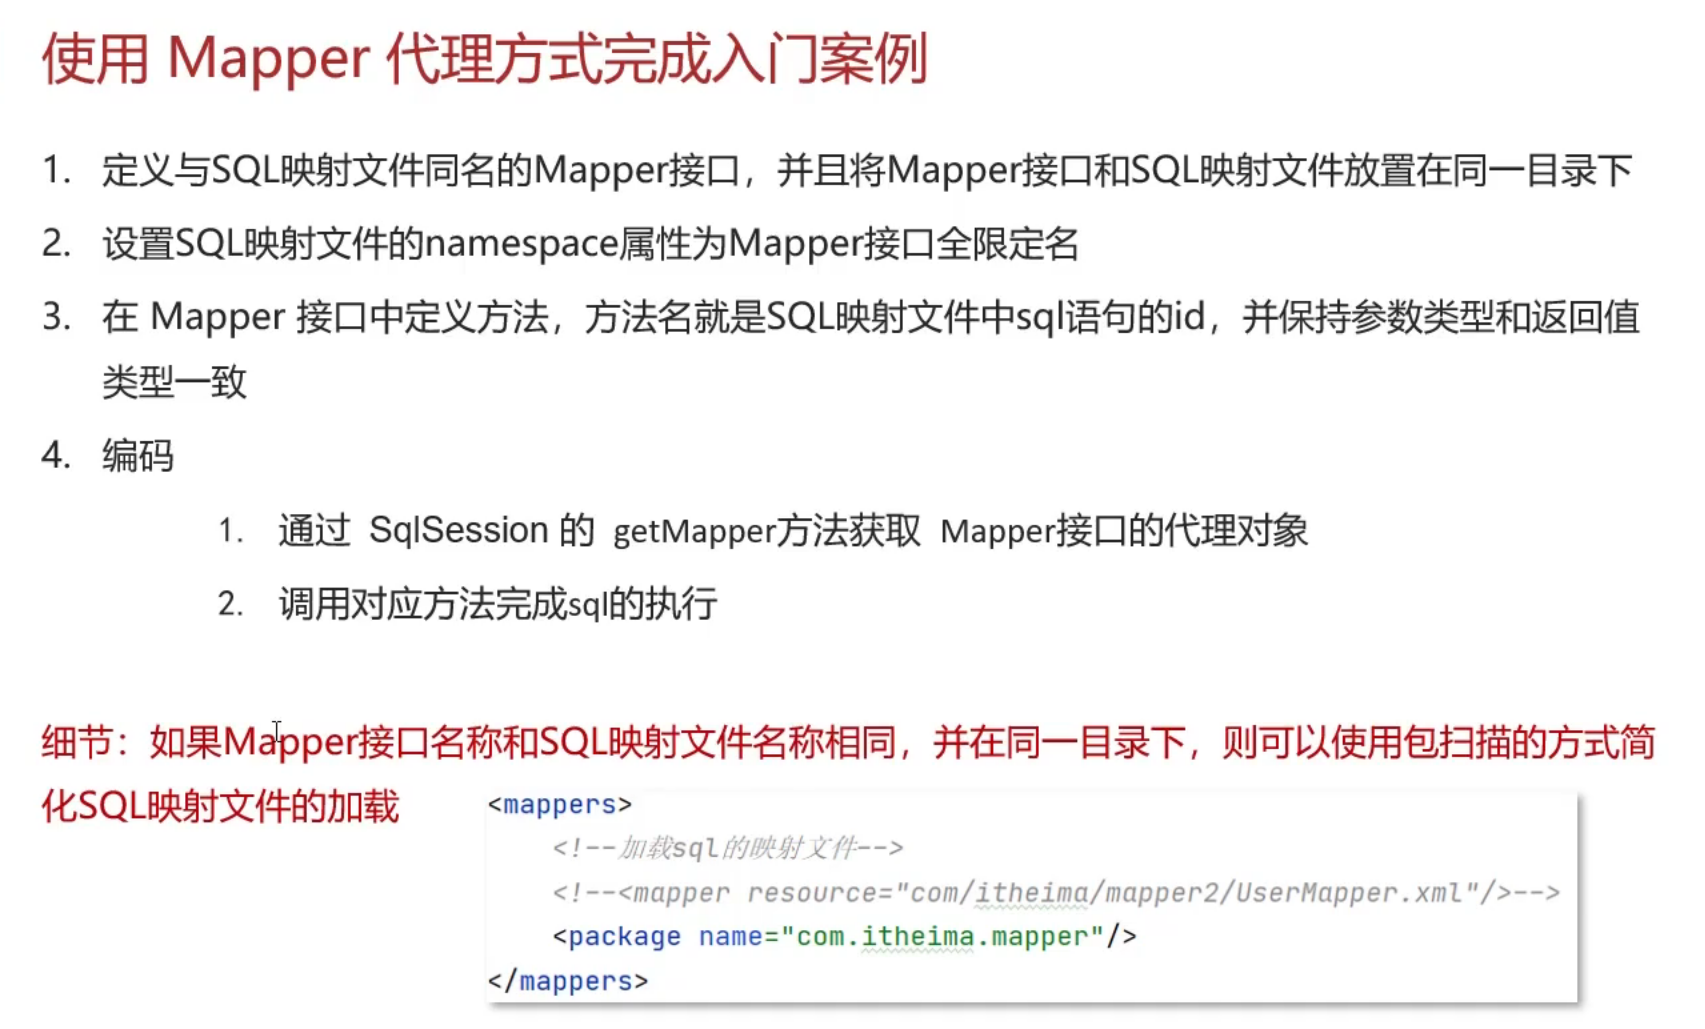 使用 Mapper 代理方式完成入门案例
1. 定义与SQL映射文件同名的Mapper接口，并且将Mapper接口和SQL映射文件放置在同一目录下
2. 设置SQL映射文件的namespace属性为Mapper接口全限定名
3. 在 Mapper 接口中定义方法，方法名就是SQL映射文件中sql语句的id，并保持参数类型和返回值
类型一致
4. 编码
1. 通过 SqlSession 的 getMapper方法获取 Mapper接口的代理对象
2. 调用对应方法完成sql的执行
细节：如果Mapper接口名称和SQL映射文件名称相同，并在同一目录下，则可以使用包扫描的方式简
化SQL映射文件的加载
<mappers>
<!--加载sql的映射文件-->
<!--<mapper resource="com/itheima/mapper2/UserMapper.xml"/>-->
<package name="com.itheima.mapper"/>
</mappers>